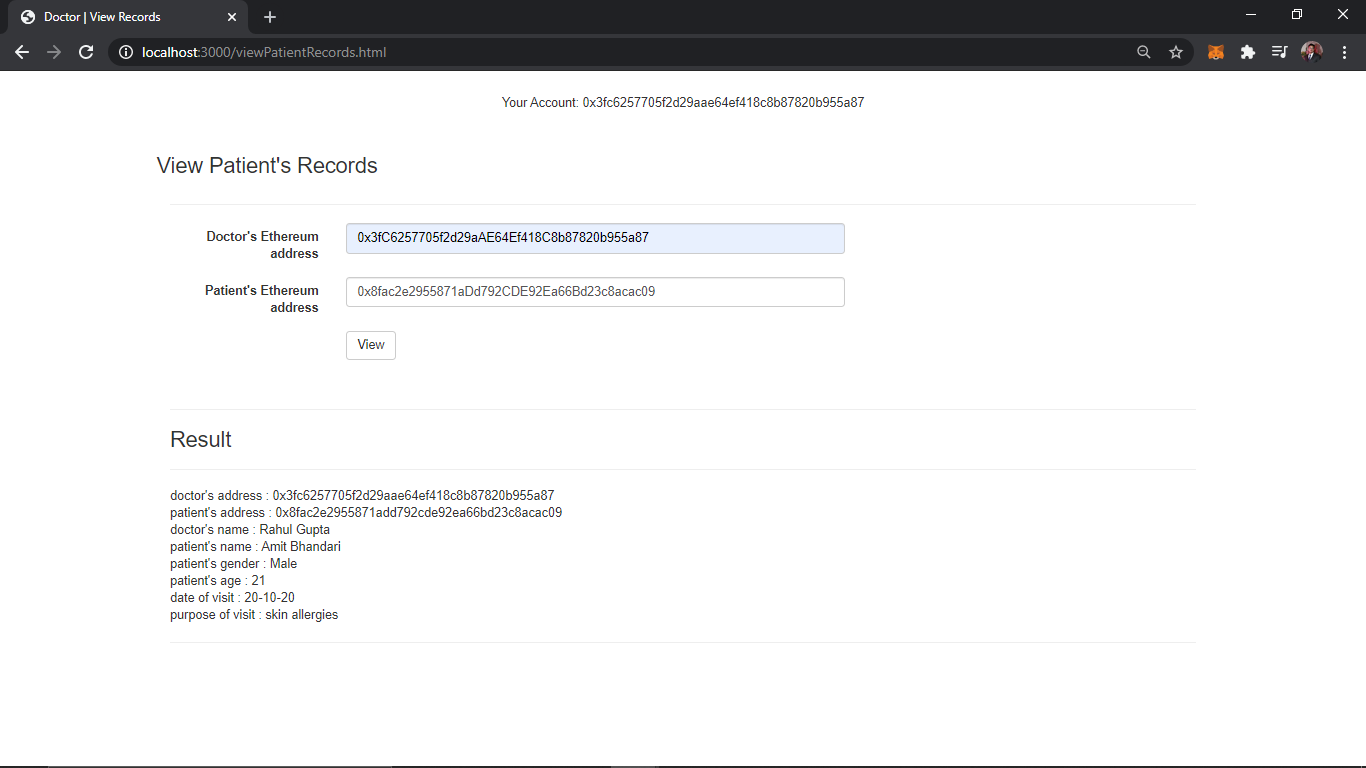 Doctor | View Records
localhost:3000/viewPatientRecords.html
Your Account: 0x3fc6257705f2d29aae64ef418c8b87820b955a87
View Patient's Records
Doctor's Ethereum
address
0x3fC6257705f2d29aAE64Ef418C8b87820b955a87
Patient's Ethereum
address
0x8fac2e2955871aDd792CDE92Ea66Bd23c8acac09
View
Result
doctor's address : 0x3fc6257705f2d29aae64ef418c8b87820b955a87
patient's address : 0x8fac2e2955871add792cde92ea66bd23c8acac09
doctor's name : Rahul Gupta
patient's name : Amit Bhandari
patient's gender : Male
patient's age : 21
date of visit : 20-10-20
purpose of visit : skin allergies